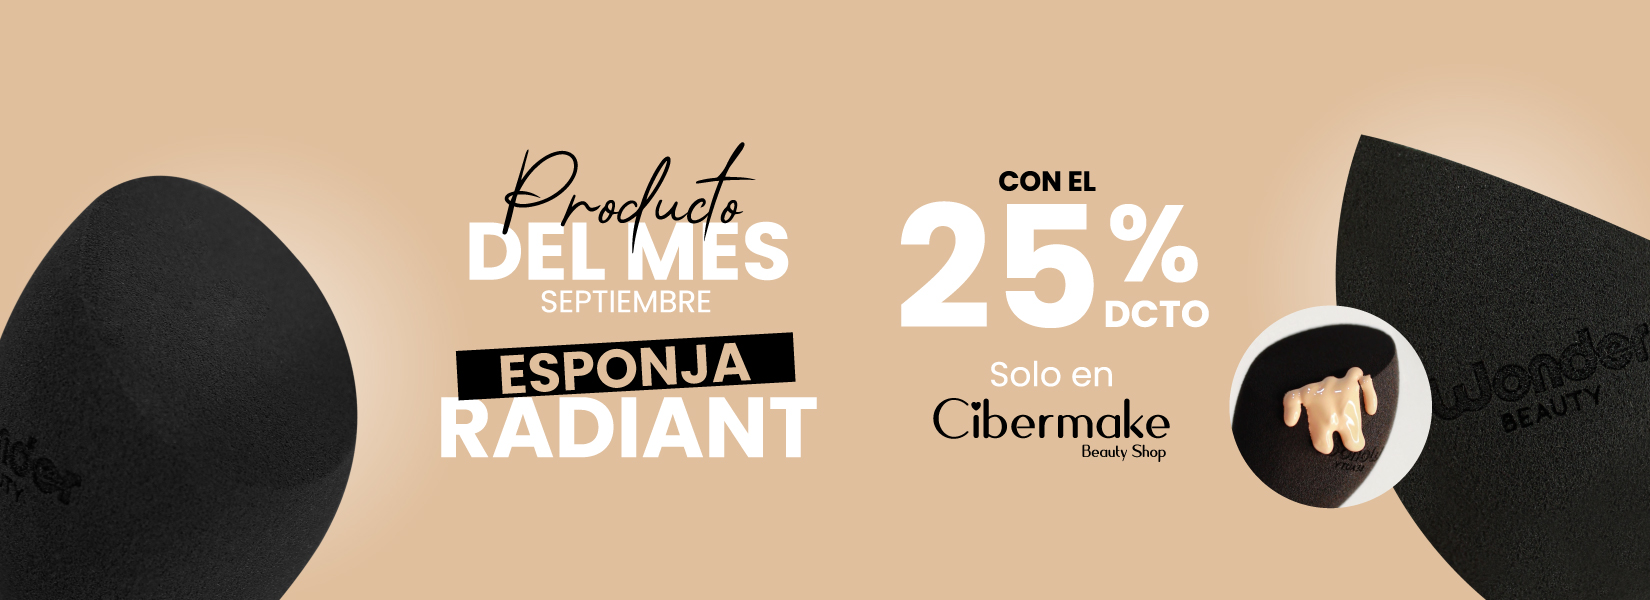 Producto
DEL MES
SEPTIEMBRE
ESPONJA
RADIANT
CON EL
25%
DCTO
Solo en
Cibermake
Beauty Shop
Wonder
BEAUTY